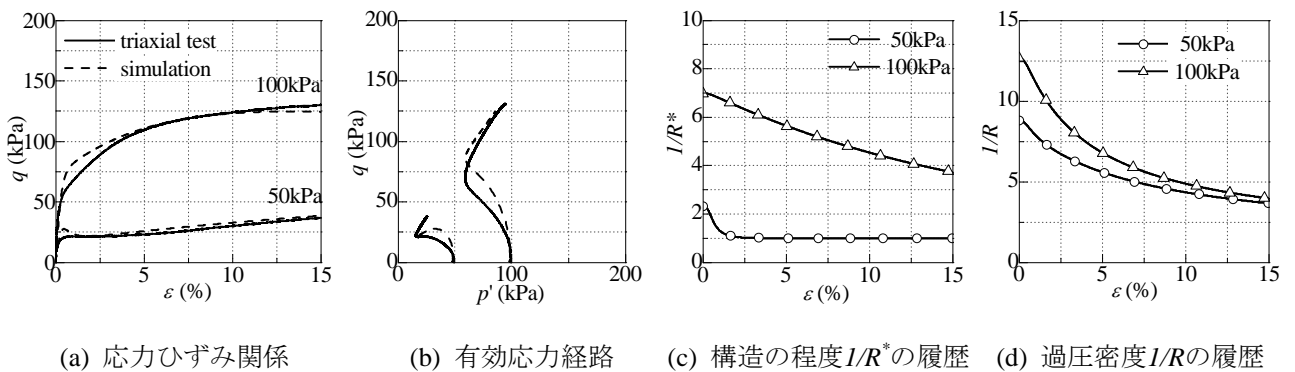 200
150
100
50
0
q (kPa)
triaxial test
simulation
100kPa
50kPa
0 5 10 15
ε (%)
(a) 応力ひずみ関係
200
150
100
50
0
q (kPa)
0 100 200
p' (kPa)
(b) 有効応力経路
10
8
6
4
2
0
1/R*
50kPa
100kPa
0 5 10 15
ε (%)
(c) 構造の程度1/R*の履歴
15
10
5
0
1/R
50kPa
100kPa
0 5 10 15
ε (%)
(d) 過圧密度1/Rの履歴